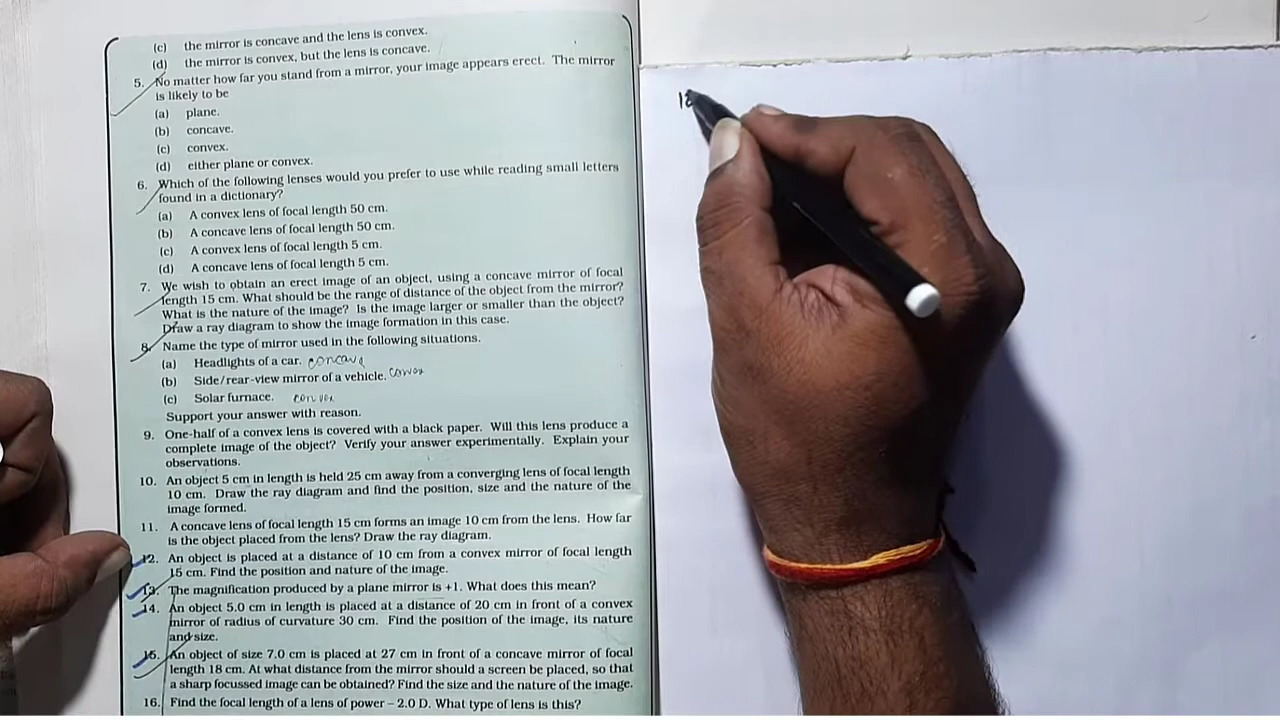 (c) the mirror is concave and the lens is convex.
(d) the mirror is convex, but the lens is concave.
5. No matter how far you stand from a mirror, your image appears erect. The mirror
is likely to be
(a) plane.
(b) concave.
(c) convex.
(d) either plane or convex.
6. Which of the following lenses would you prefer to use while reading small letters
found in a dictionary?
(a) A convex lens of focal length 50 cm.
(b) A concave lens of focal length 50 cm.
(c) A convex lens of focal length 5 cm.
(d) A concave lens of focal length 5 cm.
7. We wish to obtain an erect image of an object, using a concave mirror of focal
length 15 cm. What should be the range of distance of the object from the mirror?
What is the nature of the image? Is the image larger or smaller than the object?
Draw a ray diagram to show the image formation in this case.
8. Name the type of mirror used in the following situations.
(a) Headlights of a car. concave
(b) Side/rear-view mirror of a vehicle. convex
(c) Solar furnace. convex
Support your answer with reason.
9. One-half of a convex lens is covered with a black paper. Will this lens produce a
complete image of the object? Verify your answer experimentally. Explain your
observations.
10. An object 5 cm in length is held 25 cm away from a converging lens of focal length
10 cm. Draw the ray diagram and find the position, size and the nature of the
image formed.
11. A concave lens of focal length 15 cm forms an image 10 cm from the lens. How far
is the object placed from the lens? Draw the ray diagram.
12. An object is placed at a distance of 10 cm from a convex mirror of focal length
15 cm. Find the position and nature of the image.
13. The magnification produced by a plane mirror is +1. What does this mean?
14. An object 5.0 cm in length is placed at a distance of 20 cm in front of a convex
mirror of radius of curvature 30 cm. Find the position of the image, its nature
and size.
15. An object of size 7.0 cm is placed at 27 cm in front of a concave mirror of focal
length 18 cm. At what distance from the mirror should a screen be placed, so that
a sharp focussed image can be obtained? Find the size and the nature of the image.
16. Find the focal length of a lens of power – 2.0 D. What type of lens is this?